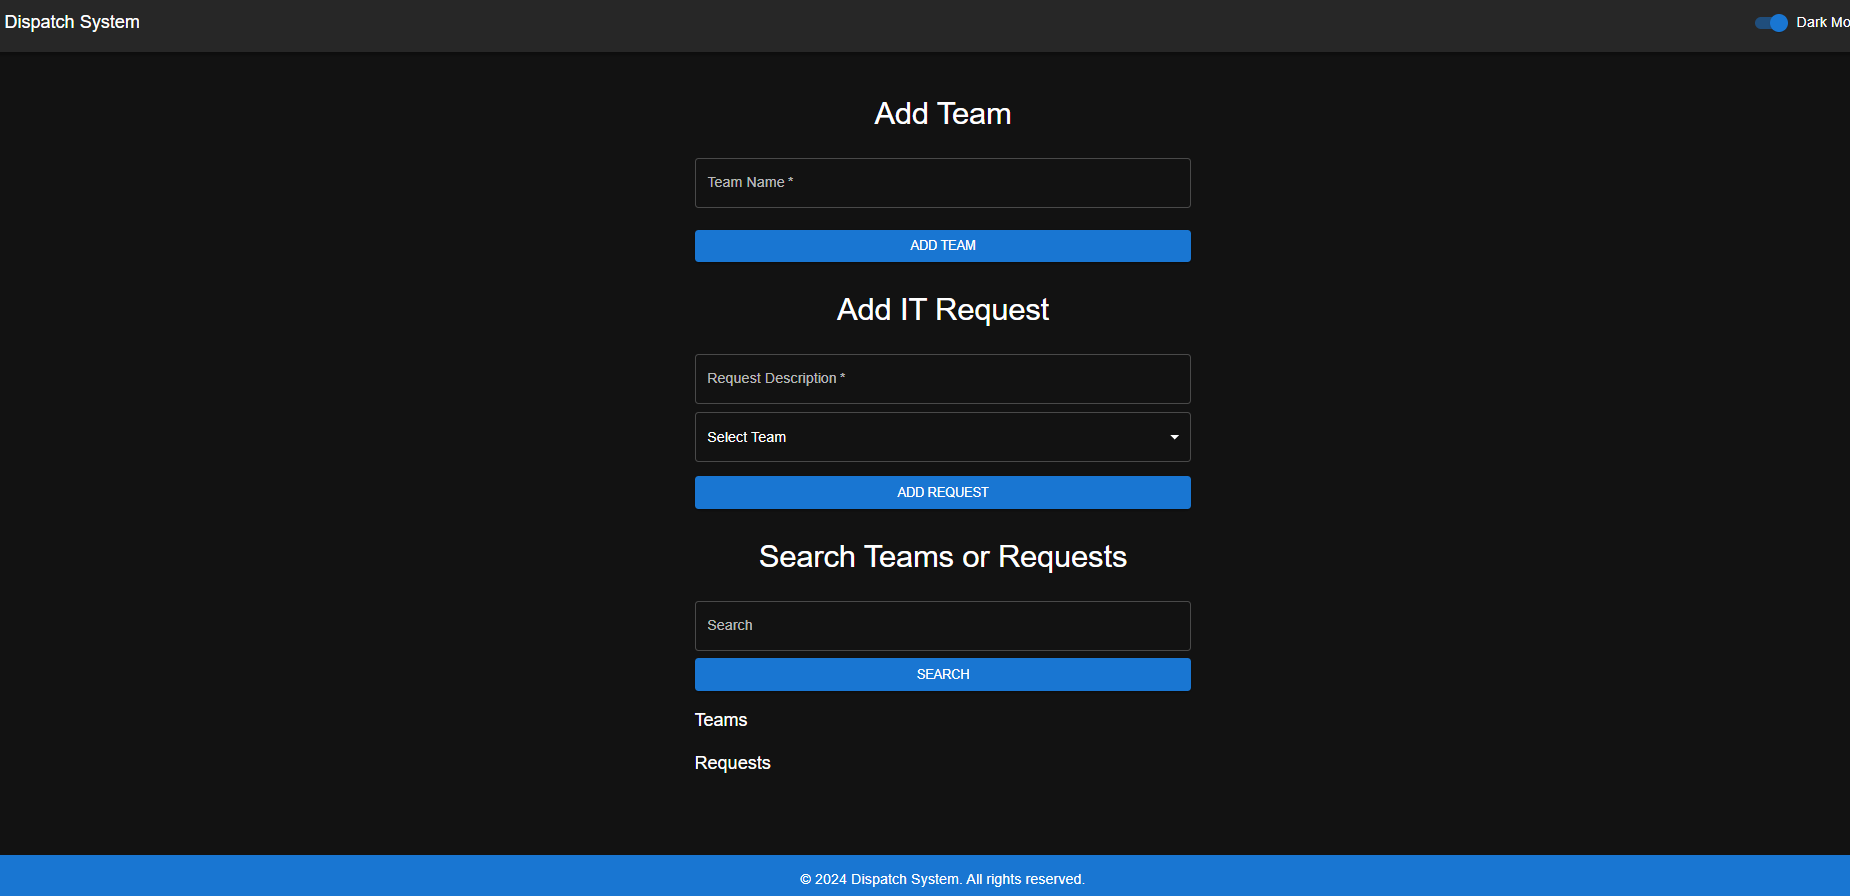 Dispatch System
Dark Mo
Add Team
Team Name *
ADD TEAM
Add IT Request
Request Description *
Select Team
ADD REQUEST
Search Teams or Requests
Search
SEARCH
Teams
Requests
© 2024 Dispatch System. All rights reserved.